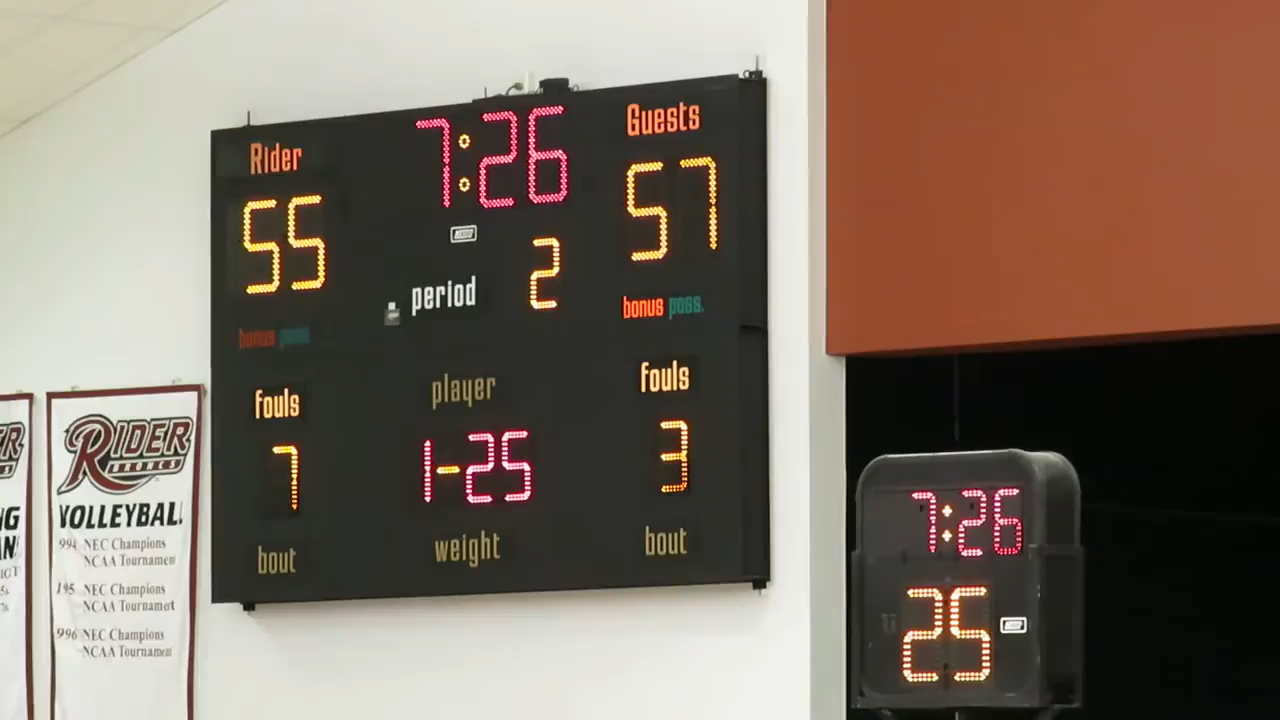 Rider
7:26
Guests
55
57
period
2
bonus poss.
bonus poss.
fouls
player
fouls
7
1-25
3
bout
weight
bout
RIDER
BRONCS
VOLLEYBALL
NEC Champions
NCAA Tournament
NEC Champions
NCAA Tournament
996 NEC Champions
NCAA Tournament
7:26
25